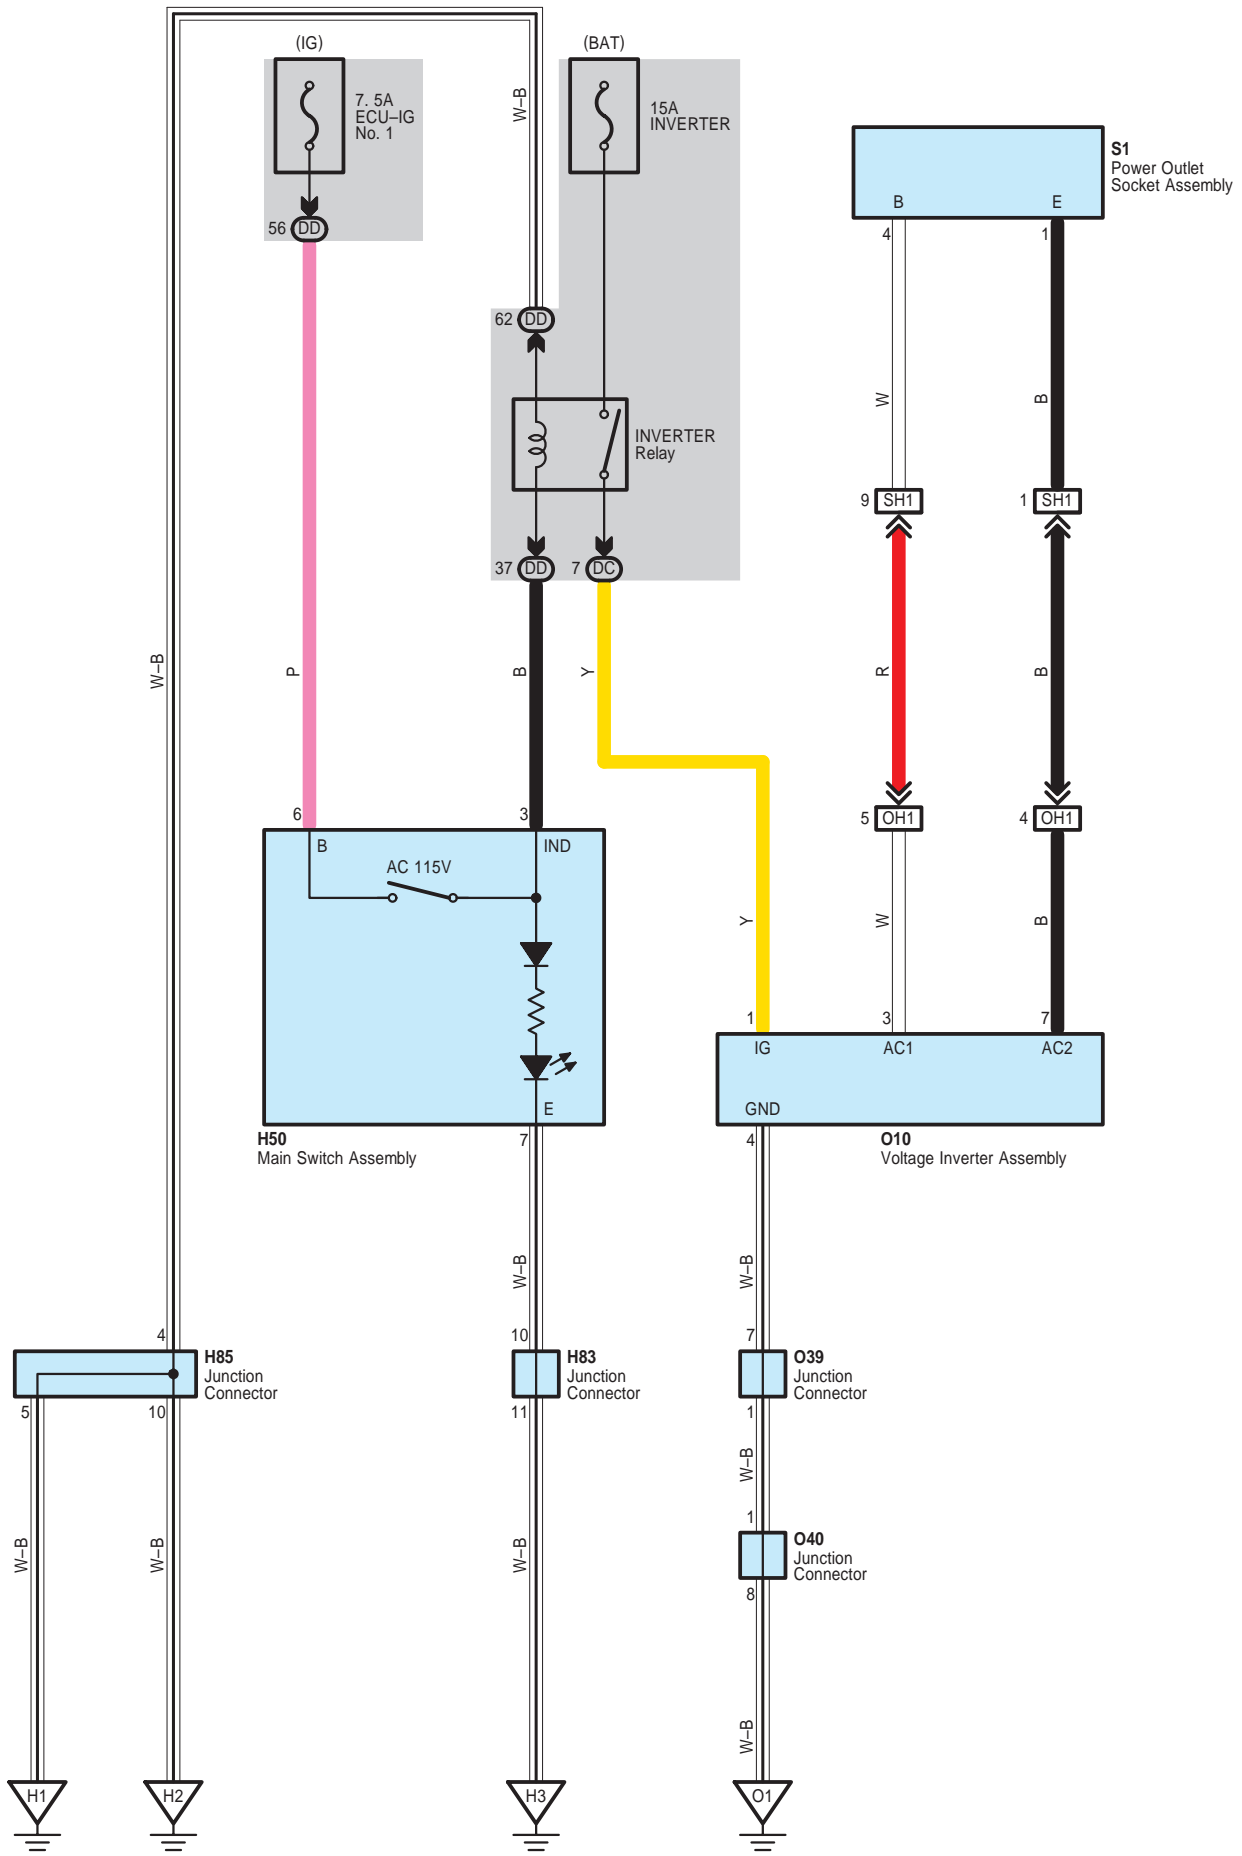 (IG)
(BAT)
7. 5A
ECU–IG
No. 1
W–B
15A
INVERTER
S1
Power Outlet
Socket Assembly
B
E
56
DD
4
1
62
DD
W
B
INVERTER
Relay
9
SH1
1
SH1
37
DD
7
DC
W–B
P
B
Y
R
B
6
3
5
OH1
4
OH1
B
IND
AC 115V
Y
W
B
1
3
7
IG
AC1
AC2
E
GND
H50
Main Switch Assembly
7
4
O10
Voltage Inverter Assembly
W–B
W–B
4
10
7
H85
Junction
Connector
H83
Junction
Connector
O39
Junction
Connector
5
10
11
1
W–B
1
O40
Junction
Connector
W–B
W–B
W–B
8
W–B
H1
H2
H3
O1